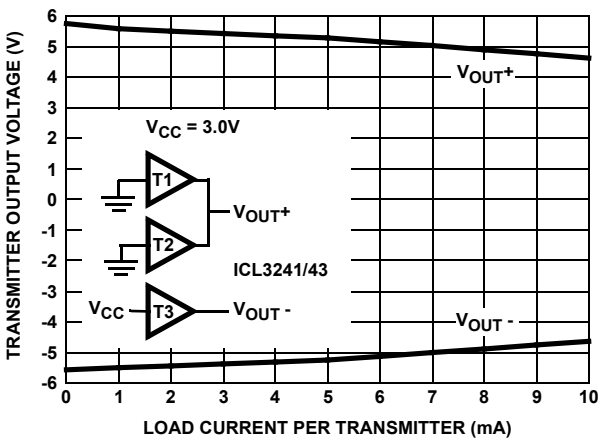 TRANSMITTER OUTPUT VOLTAGE (V)
6
5
4
3
2
1
0
-1
-2
-3
-4
-5
-6
VOUT+
VCC = 3.0V
T1
VOUT+
T2
ICL3241/43
VCC
T3
VOUT -
VOUT -
0 1 2 3 4 5 6 7 8 9 10
LOAD CURRENT PER TRANSMITTER (mA)